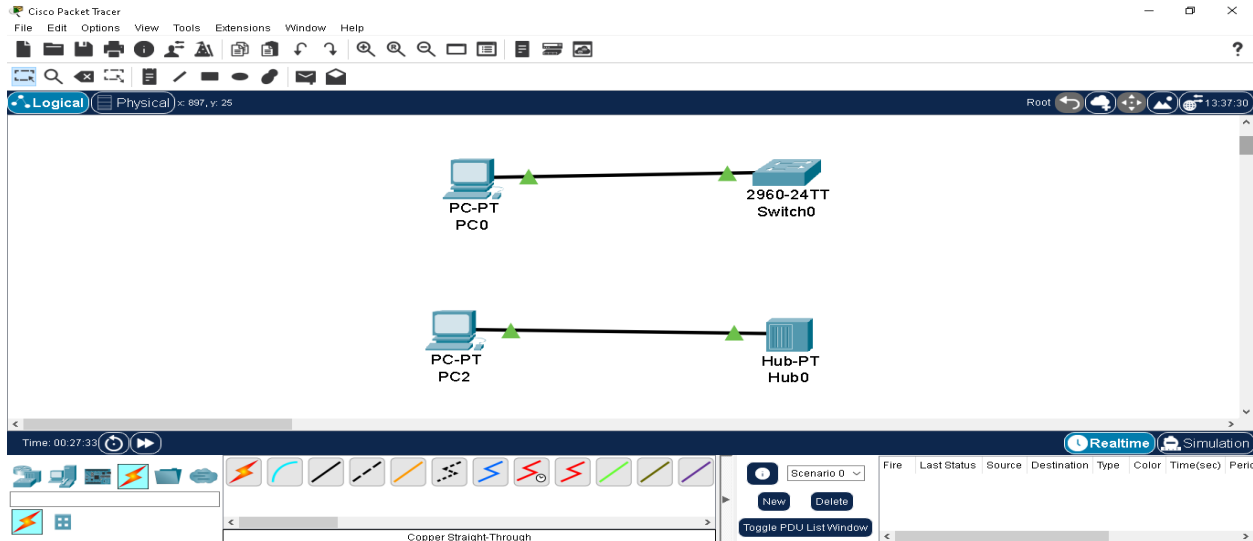 Cisco Packet Tracer
File Edit Options View Tools Extensions Window Help
?
Logical Physical x: 897, y: 25 Root 13:37:30
PC-PT
PC0
2960-24TT
Switch0
PC-PT
PC2
Hub-PT
Hub0
Time: 00:27:33 Realtime Simulation
Scenario 0
New Delete
Toggle PDU List Window
Fire Last Status Source Destination Type Color Time(sec) Peric
Copper Straight-Through